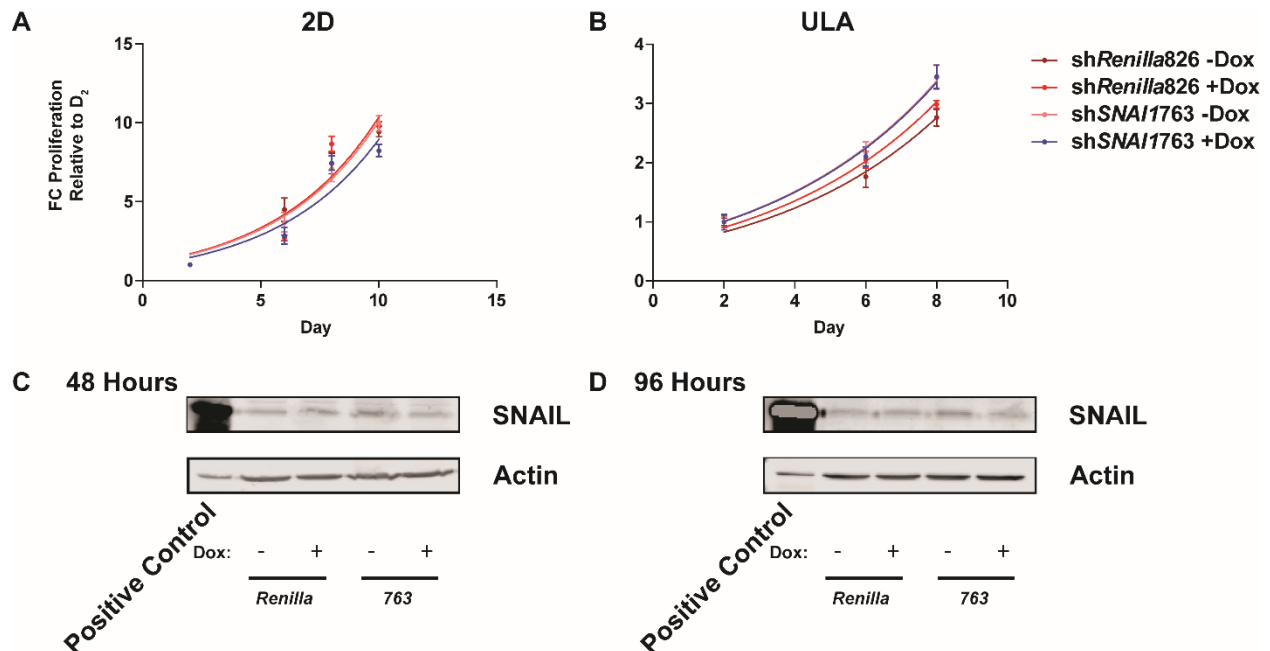 A
2D
15
10
5
0
0
5
10
15
FC Proliferation
Relative to D2
Day
B
ULA
4
3
2
1
0
0
2
4
6
8
10
Day
shRenilla826 -Dox
shRenilla826 +Dox
shSNAI1763 -Dox
shSNAI1763 +Dox
C 48 Hours
SNAIL
Actin
Positive Control
Dox: - + - +
Renilla 763
D 96 Hours
SNAIL
Actin
Positive Control
Dox: - + - +
Renilla 763